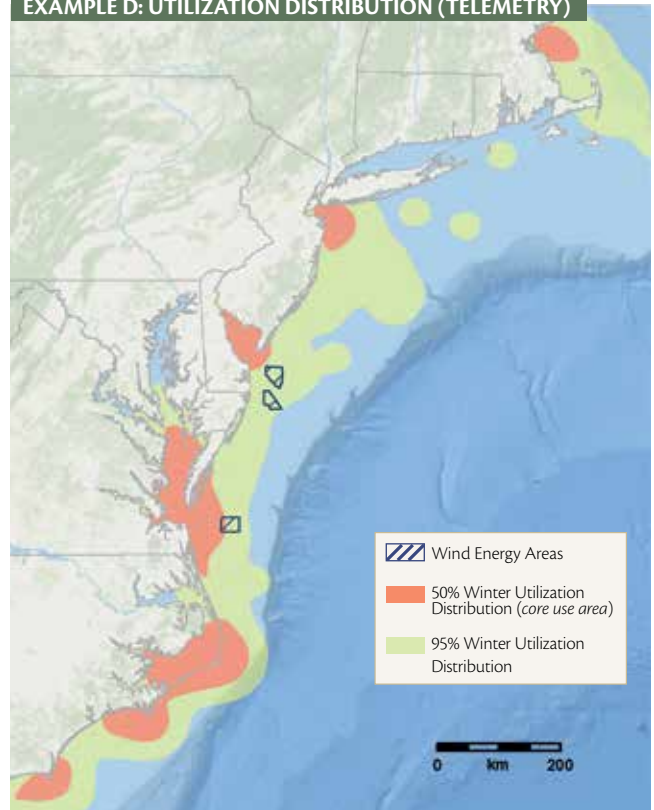 EXAMPLE D: UTILIZATION DISTRIBUTION (TELEMETRY)
Wind Energy Areas
50% Winter Utilization
Distribution (core use area)
95% Winter Utilization
Distribution
0 km 200